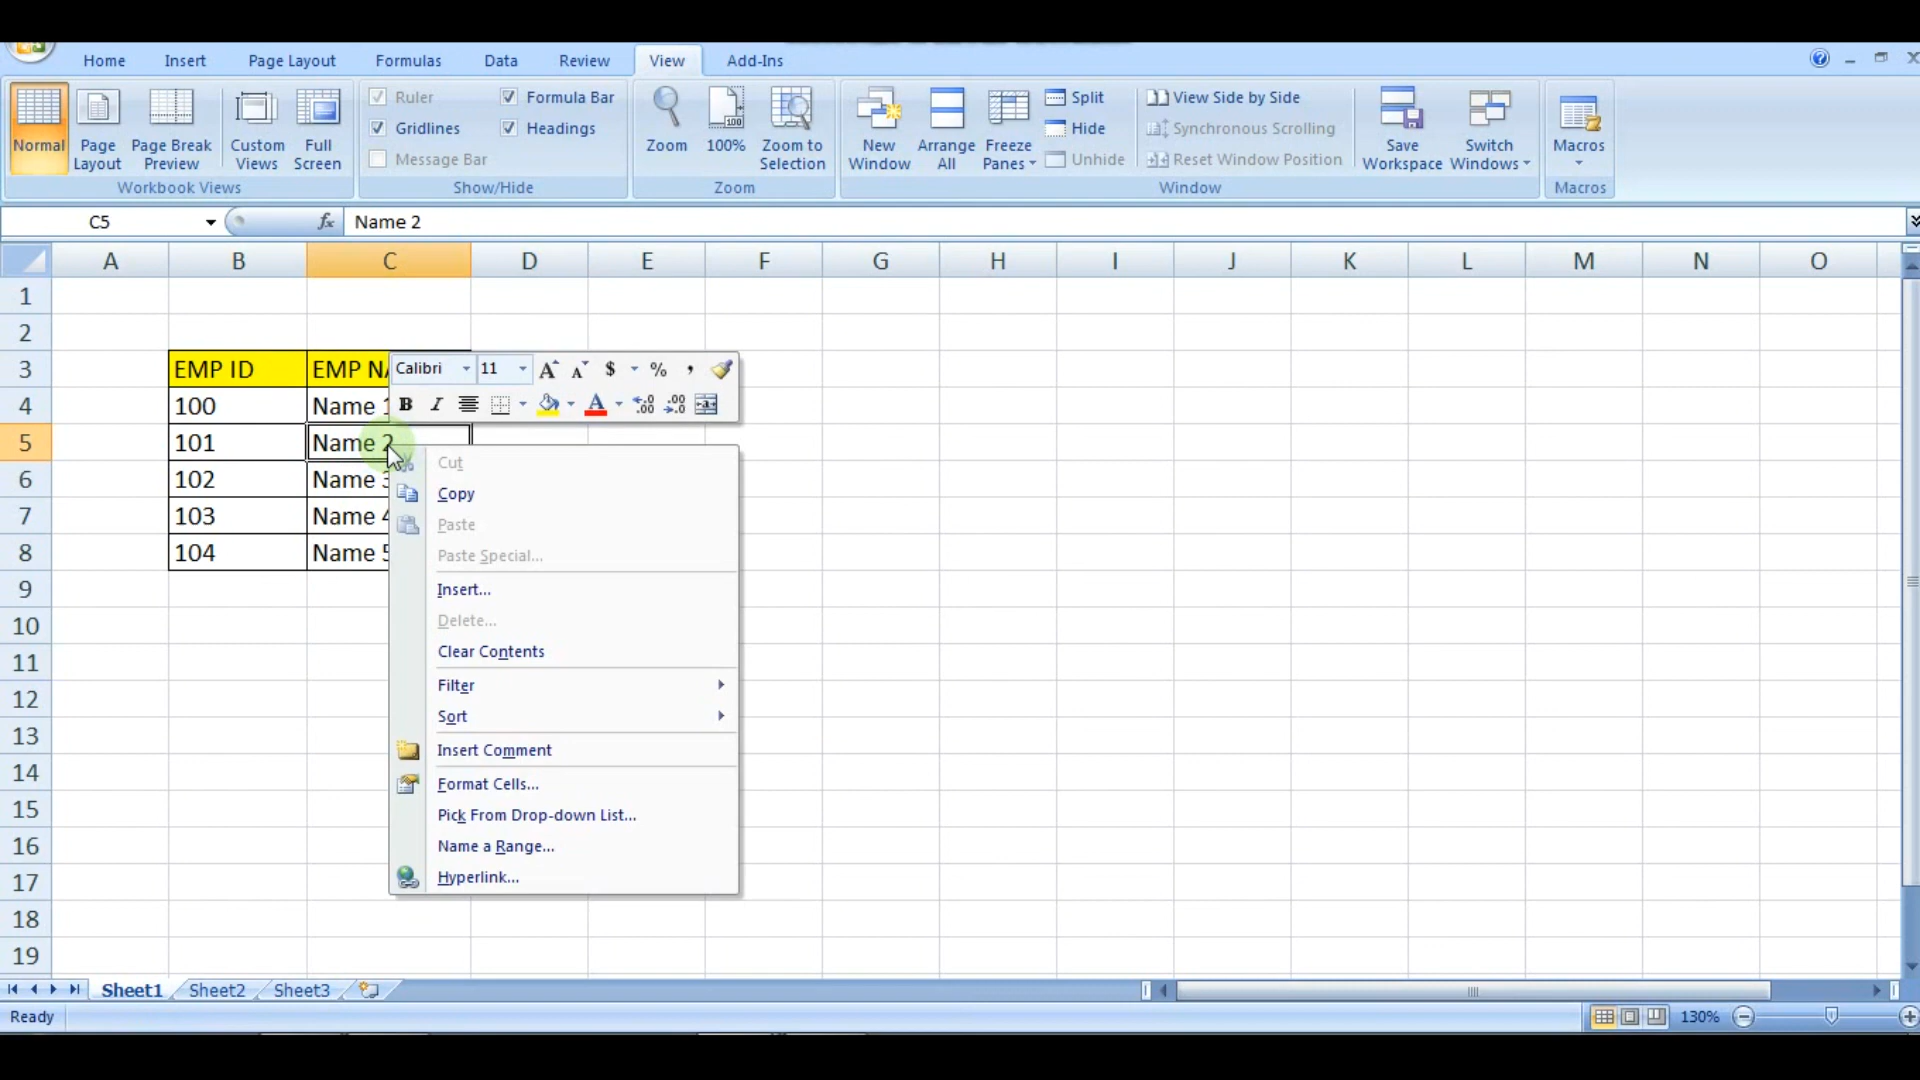 Home Insert Page Layout Formulas Data Review View Add-Ins
Normal
Page Layout
Page Break Preview
Custom Views
Full Screen
Workbook Views
Ruler
Gridlines
Message Bar
Formula Bar
Headings
Show/Hide
Zoom
100
100%
Zoom to Selection
Zoom
New Window
Arrange All
Freeze Panes
Split
Hide
Unhide
View Side by Side
Synchronous Scrolling
Reset Window Position
Save Workspace
Switch Windows
Window
Macros
Macros
C5 fx Name 2
A B C D E F G H I J K L M N O
1
2
3 EMP ID EMP NA
4 100 Name 1
5 101 Name 2
6 102 Name 3
7 103 Name 4
8 104 Name 5
9
10
11
12
13
14
15
16
17
18
19
Calibri 11 A A $ % ,
B I A .00 .00 a
Cut
Copy
Paste
Paste Special...
Insert...
Delete...
Clear Contents
Filter
Sort
Insert Comment
Format Cells...
Pick From Drop-down List...
Name a Range...
Hyperlink...
Sheet1 Sheet2 Sheet3
Ready 130%